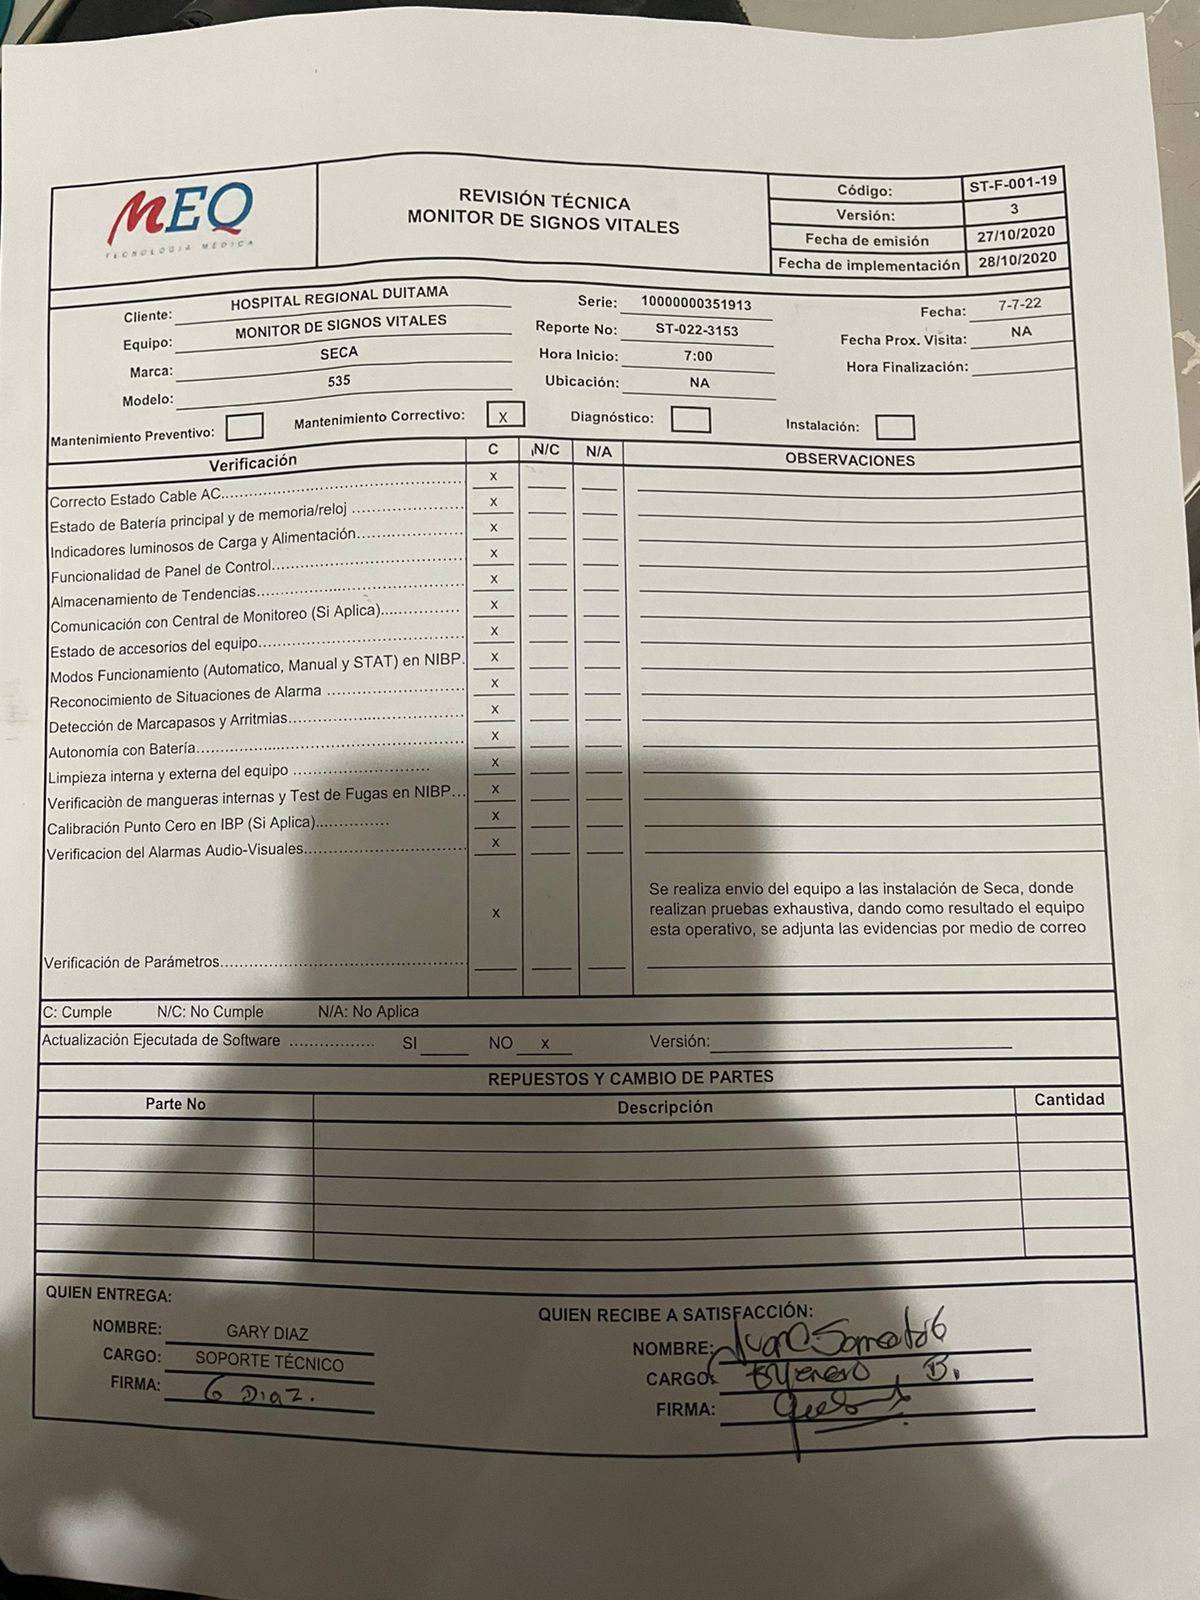 MEQ
TECNOLOGIA MÉDICA
REVISIÓN TÉCNICA
MONITOR DE SIGNOS VITALES
Código: ST-F-001-19
Versión: 3
Fecha de emisión 27/10/2020
Fecha de implementación 28/10/2020
Cliente: HOSPITAL REGIONAL DUITAMA
Equipo: MONITOR DE SIGNOS VITALES
Marca: SECA
Modelo: 535
Serie: 10000000351913
Reporte No: ST-022-3153
Hora Inicio: 7:00
Ubicación: NA
Fecha: 7-7-22
Fecha Prox. Visita: NA
Hora Finalización:
Mantenimiento Preventivo: Mantenimiento Correctivo: x Diagnóstico: Instalación:
Verificación C N/C N/A OBSERVACIONES
Correcto Estado Cable AC x
Estado de Batería principal y de memoria/reloj x
Indicadores luminosos de Carga y Alimentación x
Funcionalidad de Panel de Control x
Almacenamiento de Tendencias x
Comunicación con Central de Monitoreo (Si Aplica) x
Estado de accesorios del equipo x
Modos Funcionamiento (Automatico, Manual y STAT) en NIBP. x
Reconocimiento de Situaciones de Alarma x
Detección de Marcapasos y Arritmias x
Autonomía con Batería x
Limpieza interna y externa del equipo x
Verificaciòn de mangueras internas y Test de Fugas en NIBP... x
Calibración Punto Cero en IBP (Si Aplica) x
Verificacion del Alarmas Audio-Visuales x
Se realiza envio del equipo a las instalación de Seca, donde
realizan pruebas exhaustiva, dando como resultado el equipo
esta operativo, se adjunta las evidencias por medio de correo
Verificación de Parámetros x
C: Cumple N/C: No Cumple N/A: No Aplica
Actualización Ejecutada de Software SI NO x Versión:
REPUESTOS Y CAMBIO DE PARTES
Parte No Descripción Cantidad
QUIEN ENTREGA:
NOMBRE: GARY DIAZ
CARGO: SOPORTE TÉCNICO
FIRMA: G Diaz.
QUIEN RECIBE A SATISFACCIÓN:
NOMBRE: Juan C
CARGO: B.
FIRMA: